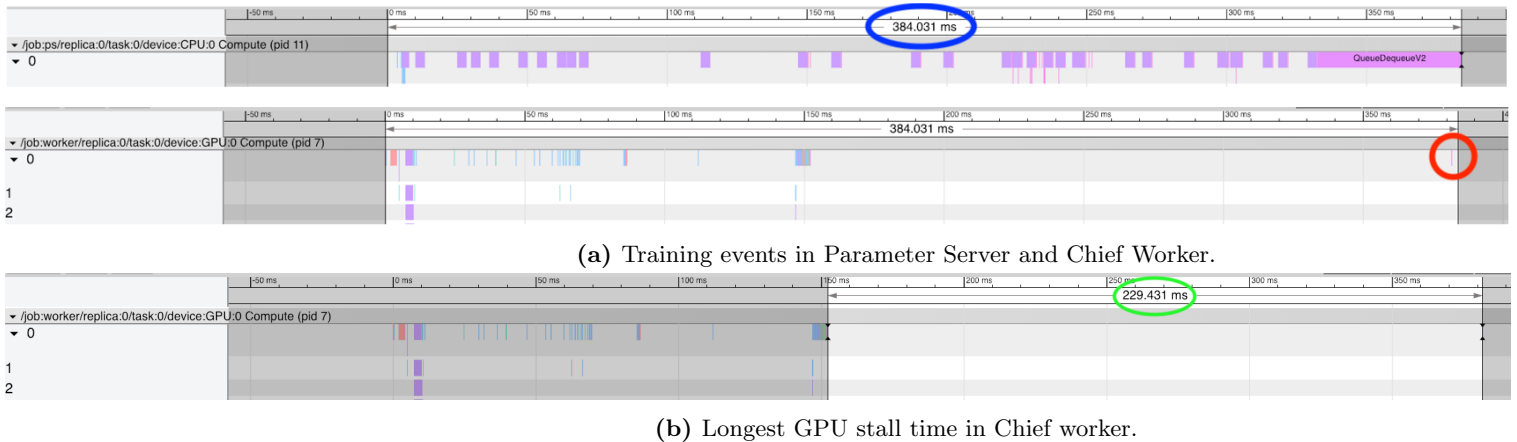 -50 ms 0 ms 50 ms 100 ms 150 ms 250 ms 300 ms 350 ms
384.031 ms
/job:ps/replica:0/task:0/device:CPU:0 Compute (pid 11)
0 QueueDequeueV2
-50 ms 0 ms 50 ms 100 ms 150 ms 200 ms 250 ms 300 ms 350 ms
384.031 ms
/job:worker/replica:0/task:0/device:GPU:0 Compute (pid 7)
0
1
2
(a) Training events in Parameter Server and Chief Worker.
-50 ms 0 ms 50 ms 100 ms 150 ms 200 ms 250 ms 300 ms 350 ms
229.431 ms
/job:worker/replica:0/task:0/device:GPU:0 Compute (pid 7)
0
1
2
(b) Longest GPU stall time in Chief worker.